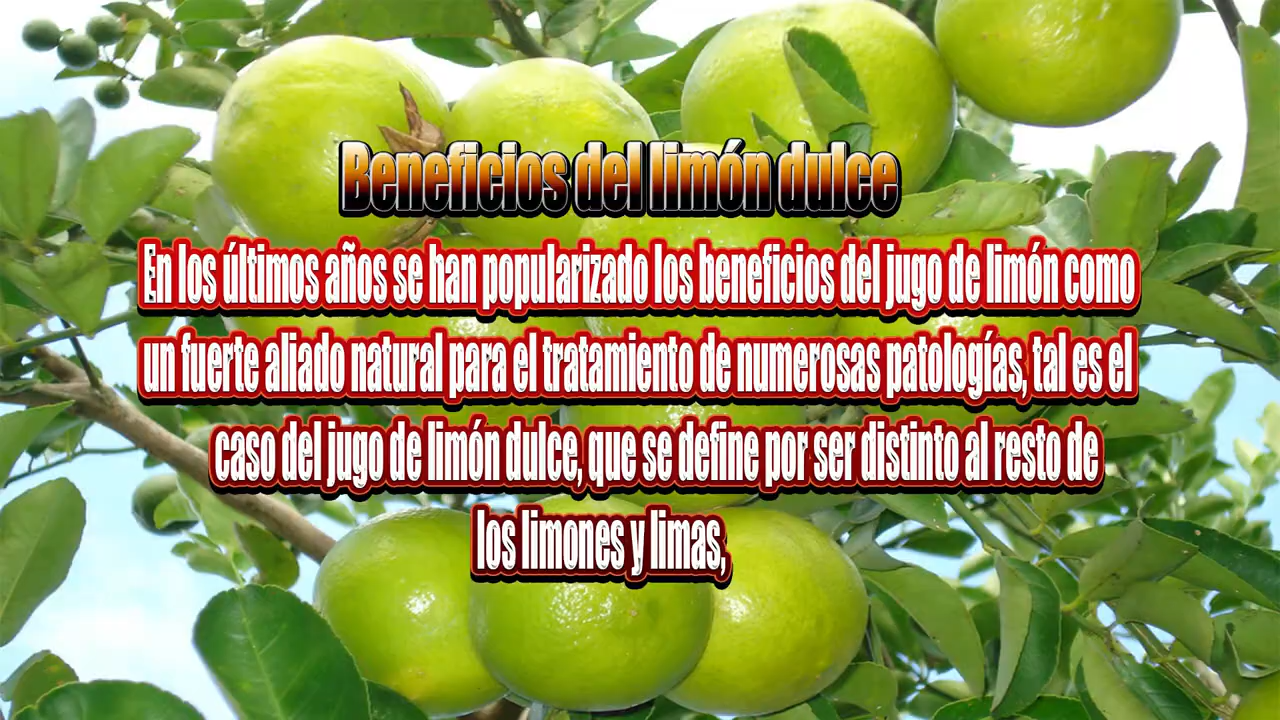 Beneficios del limón dulce
En los últimos años se han popularizado los beneficios del jugo de limón como
un fuerte aliado natural para el tratamiento de numerosas patologías, tal es el
caso del jugo de limón dulce, que se define por ser distinto al resto de
los limones y limas,